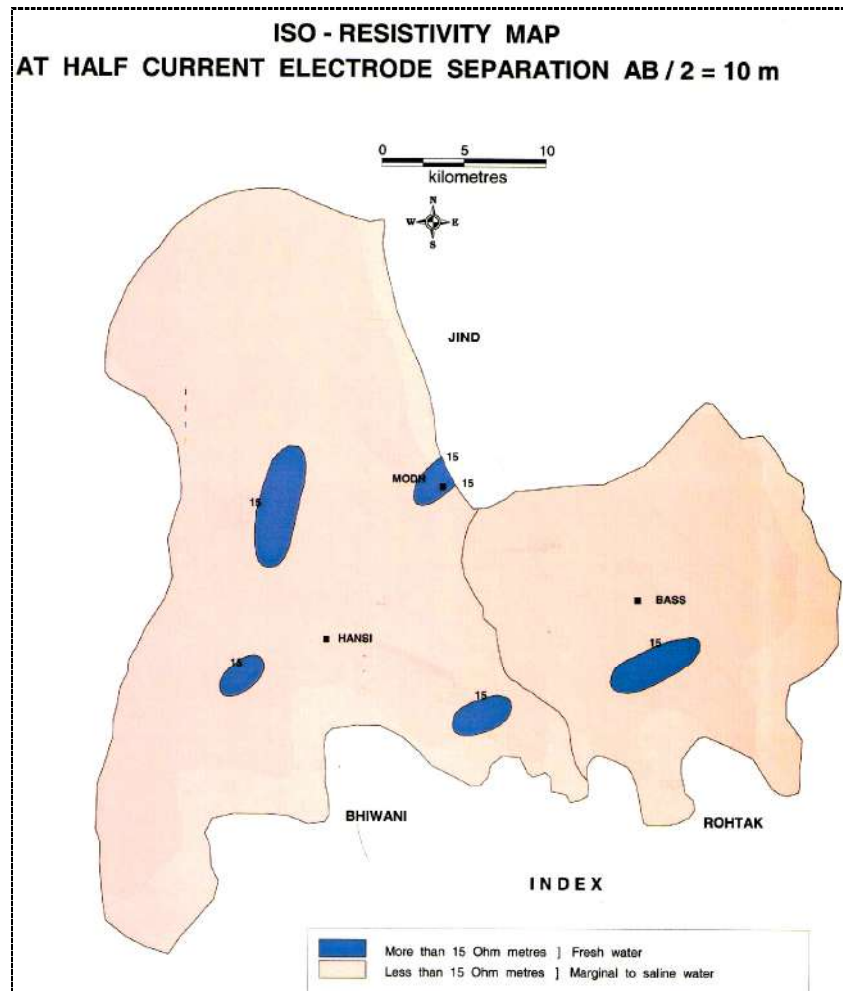 ISO - RESISTIVITY MAP
AT HALF CURRENT ELECTRODE SEPARATION AB / 2 = 10 m
0 5 10
kilometres
N
W E
S
JIND
15
MODH
15
15
BASS
HANSI
15
15
15
BHIWANI
ROHTAK
INDEX
More than 15 Ohm metres ] Fresh water
Less than 15 Ohm metres ] Marginal to saline water